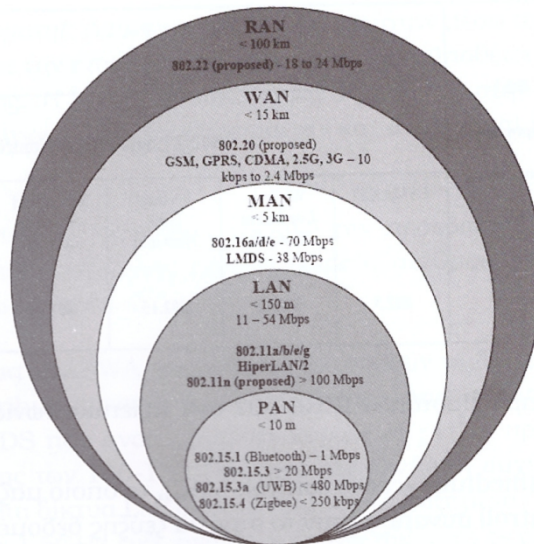 RAN
< 100 km
802.22 (proposed) - 18 to 24 Mbps
WAN
< 15 km
802.20 (proposed)
GSM, GPRS, CDMA, 2.5G, 3G – 10
kbps to 2.4 Mbps
MAN
< 5 km
802.16a/d/e - 70 Mbps
LMDS - 38 Mbps
LAN
< 150 m
11 – 54 Mbps
802.11a/b/e/g
HiperLAN/2
802.11n (proposed) > 100 Mbps
PAN
< 10 m
802.15.1 (Bluetooth) – 1 Mbps
802.15.3 > 20 Mbps
802.15.3a (UWB) < 480 Mbps
802.15.4 (Zigbee) < 250 kbps